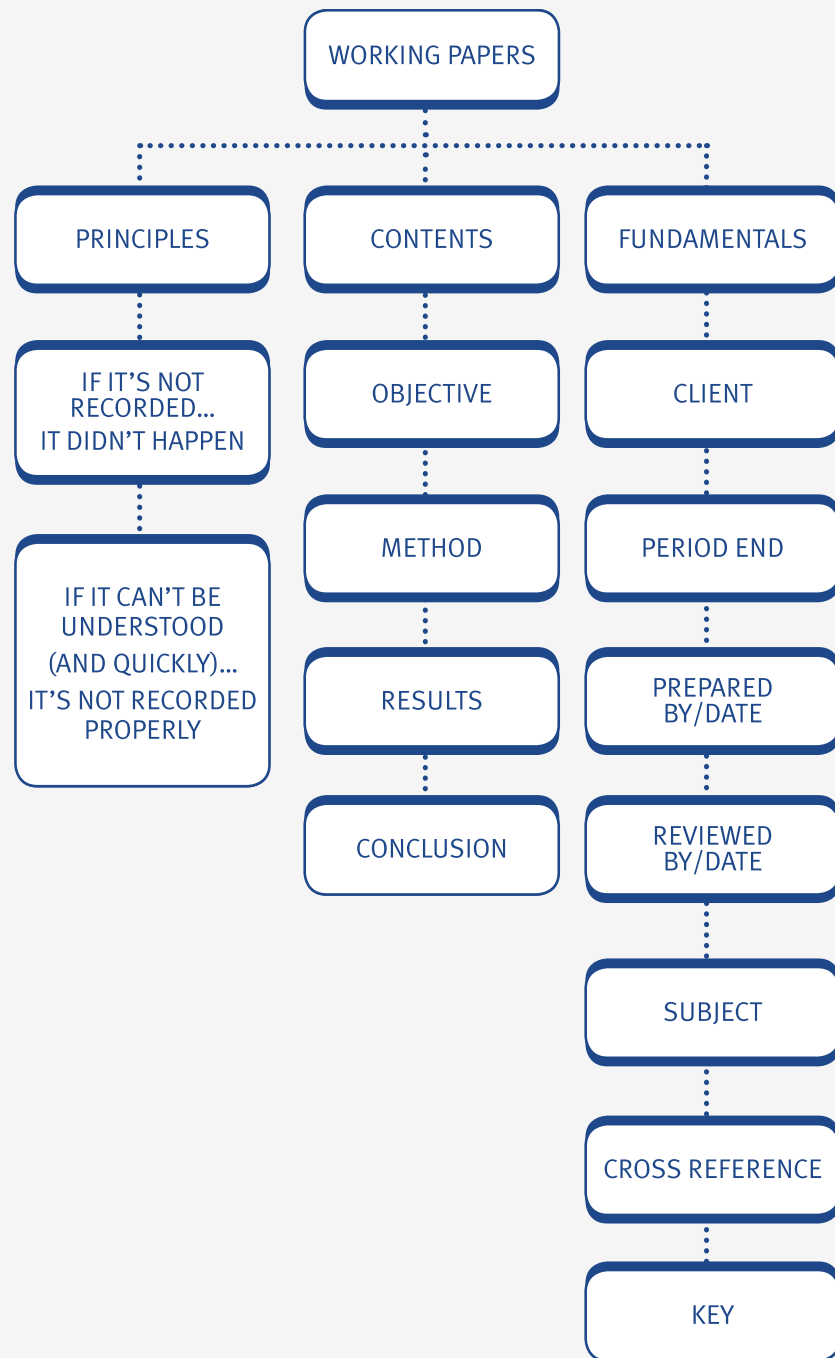 WORKING PAPERS
PRINCIPLES
IF IT’S NOT
RECORDED...
IT DIDN’T HAPPEN
IF IT CAN’T BE
UNDERSTOOD
(AND QUICKLY)...
IT’S NOT RECORDED
PROPERLY
CONTENTS
OBJECTIVE
METHOD
RESULTS
CONCLUSION
FUNDAMENTALS
CLIENT
PERIOD END
PREPARED
BY/DATE
REVIEWED
BY/DATE
SUBJECT
CROSS REFERENCE
KEY